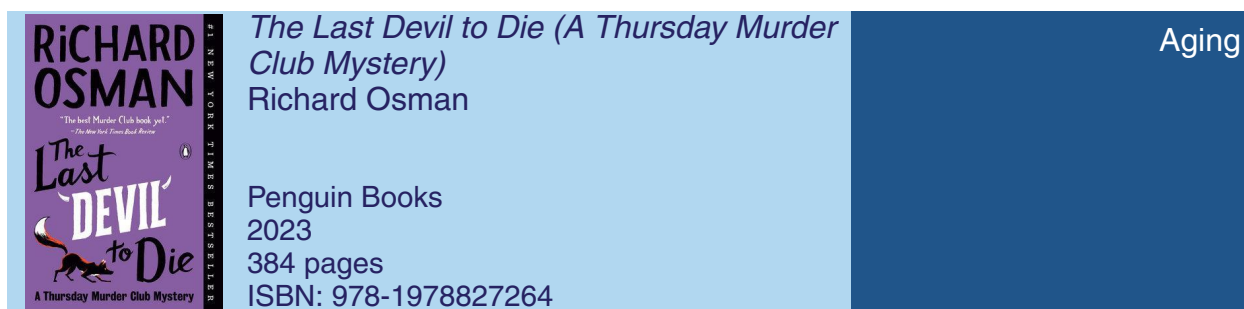 RiCHARD
OSMAN
"The best Murder Club book yet."
—The New York Times Book Review
The
Last
DEVIL
to Die
A Thursday Murder Club Mystery
#1 NEW YORK TIMES BESTSELLER
The Last Devil to Die (A Thursday Murder
Club Mystery)
Richard Osman
Penguin Books
2023
384 pages
ISBN: 978-1978827264
Aging